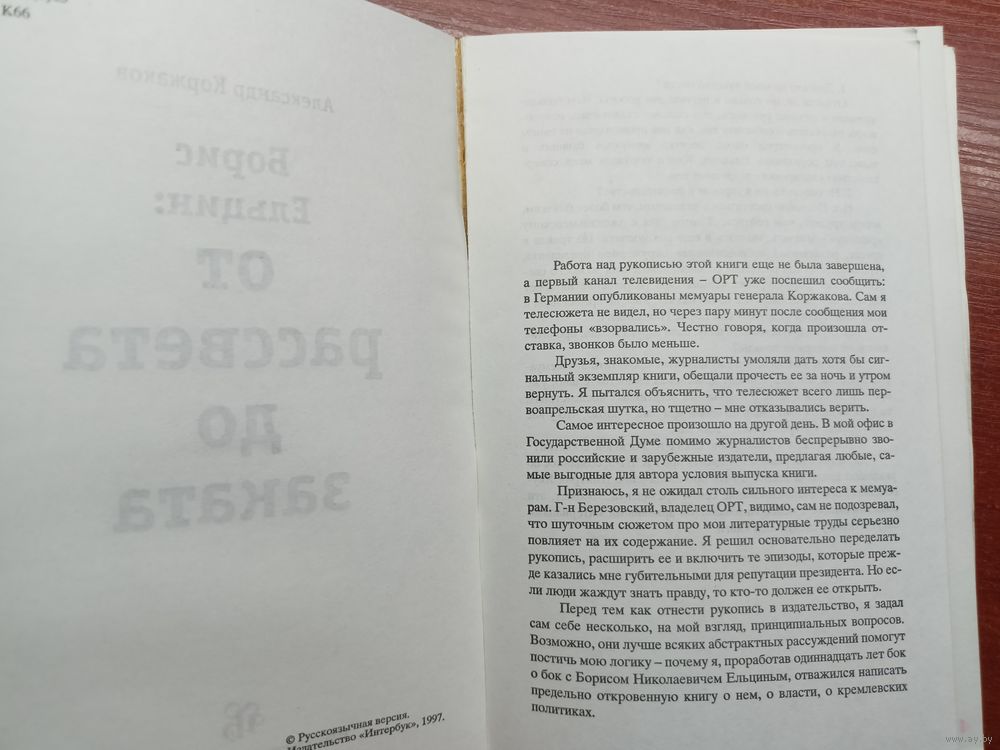 К66
© Русскоязычная версия.
Издательство «Интербук», 1997.
Работа над рукописью этой книги еще не была завершена,
а первый канал телевидения – ОРТ уже поспешил сообщить:
в Германии опубликованы мемуары генерала Коржакова. Сам я
телесюжета не видел, но через пару минут после сообщения мои
телефоны «взорвались». Честно говоря, когда произошла от-
ставка, звонков было меньше.
Друзья, знакомые, журналисты умоляли дать хотя бы сиг-
нальный экземпляр книги, обещали прочесть ее за ночь и утром
вернуть. Я пытался объяснить, что телесюжет всего лишь пер-
воапрельская шутка, но тщетно – мне отказывались верить.
Самое интересное произошло на другой день. В мой офис в
Государственной Думе помимо журналистов беспрерывно зво-
нили российские и зарубежные издатели, предлагая любые, са-
мые выгодные для автора условия выпуска книги.
Признаюсь, я не ожидал столь сильного интереса к мемуа-
рам. Г-н Березовский, владелец ОРТ, видимо, сам не подозревал,
что шуточным сюжетом про мои литературные труды серьезно
повлияет на их содержание. Я решил основательно переделать
рукопись, расширить ее и включить те эпизоды, которые преж-
де казались мне губительными для репутации президента. Но ес-
ли люди жаждут знать правду, то кто-то должен ее открыть.
Перед тем как отнести рукопись в издательство, я задал
сам себе несколько, на мой взгляд, принципиальных вопросов.
Возможно, они лучше всяких абстрактных рассуждений помогут
постичь мою логику – почему я, проработав одиннадцать лет бок
о бок с Борисом Николаевичем Ельциным, отважился написать
предельно откровенную книгу о нем, о власти, о кремлевских
политиках.
Александр Коржаков
Борис
Ельцин:
от
рассвета
до
заката
www.ay.by